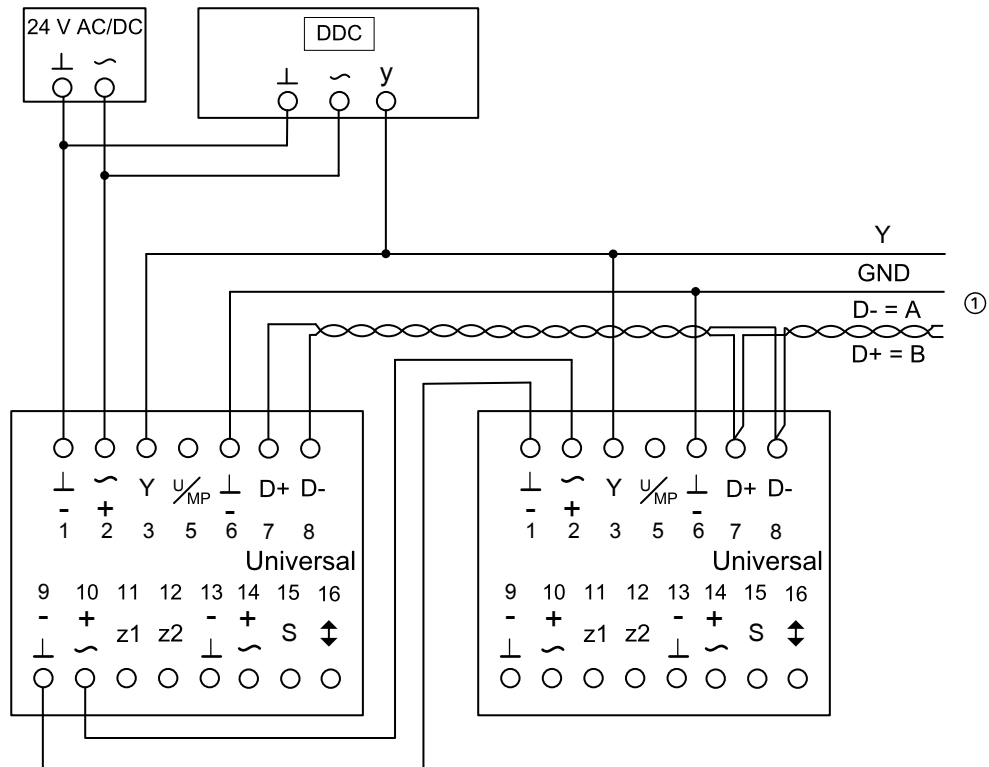 24 V AC/DC
DDC
⊥ ~ ⊥ ~ y
Y
GND
D- = A
①
D+ = B
⊥ ~ Y U/MP ⊥ D+ D-
- + -
1 2 3 5 6 7 8
Universal
9 10 11 12 13 14 15 16
- + z1 z2 - + S ↕
⊥ ~ ⊥ ~
⊥ ~ Y U/MP ⊥ D+ D-
- + -
1 2 3 5 6 7 8
Universal
9 10 11 12 13 14 15 16
- + z1 z2 - + S ↕
⊥ ~ ⊥ ~